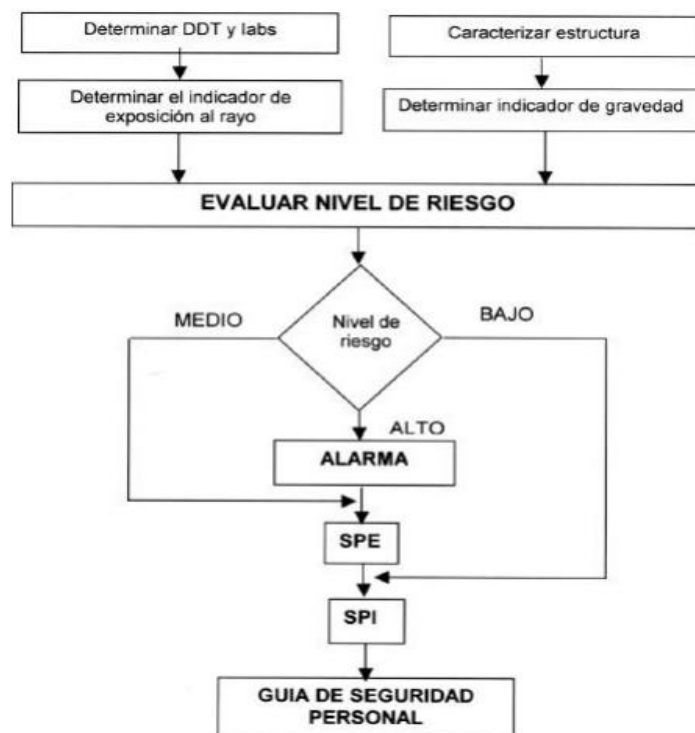 Determinar DDT y Iabs
Caracterizar estructura
Determinar el indicador de
exposición al rayo
Determinar indicador de gravedad
EVALUAR NIVEL DE RIESGO
MEDIO
Nivel de
riesgo
BAJO
ALTO
ALARMA
SPE
SPI
GUIA DE SEGURIDAD
PERSONAL